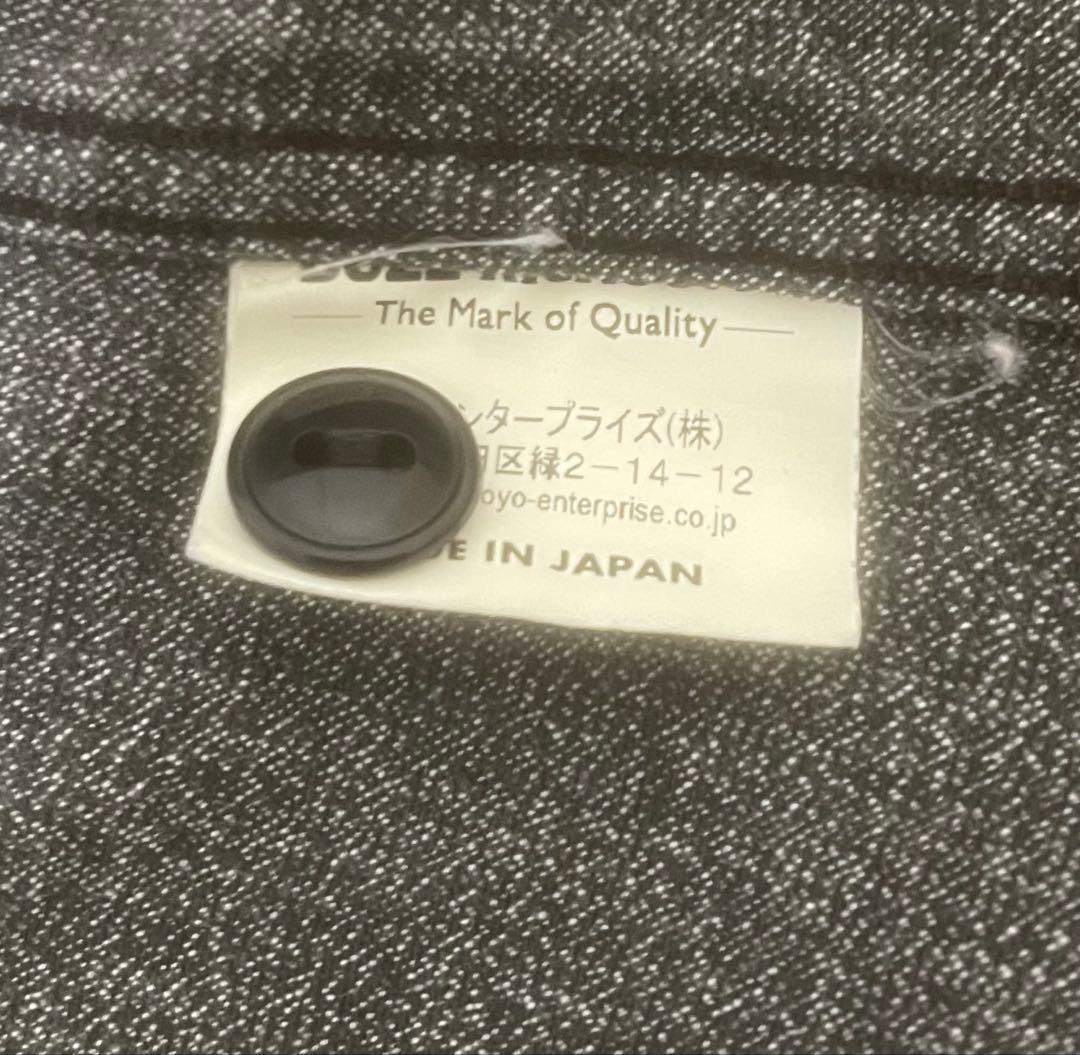 The Mark of Quality
ンタープライズ(株)
区緑2-14-12
oyo-enterprise.co.jp
E IN JAPAN